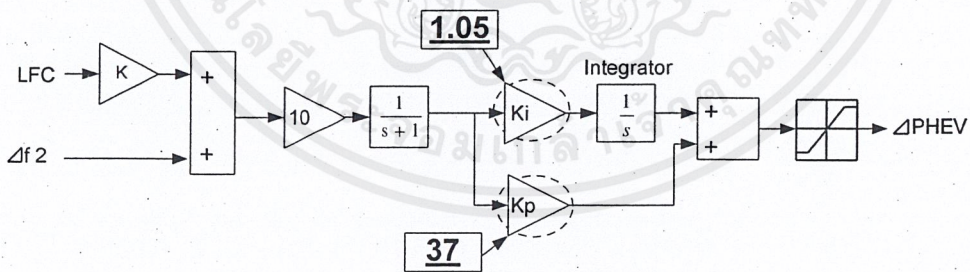 1.05
LFC
K
+
+
Δf 2
10
1
s + 1
Ki
Integrator
1
s
+
+
ΔPHEV
Kp
37